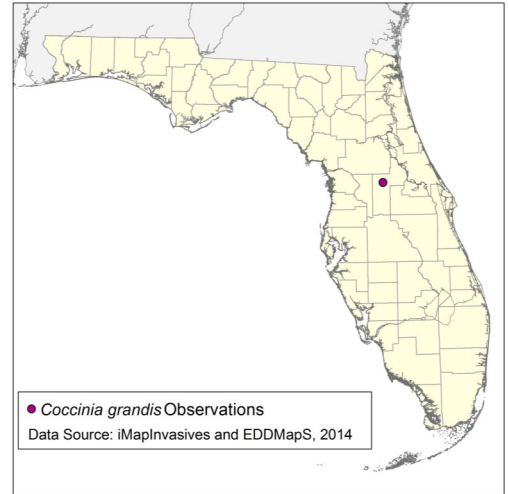 Coccinia grandis Observations
Data Source: iMapInvasives and EDDMapS, 2014